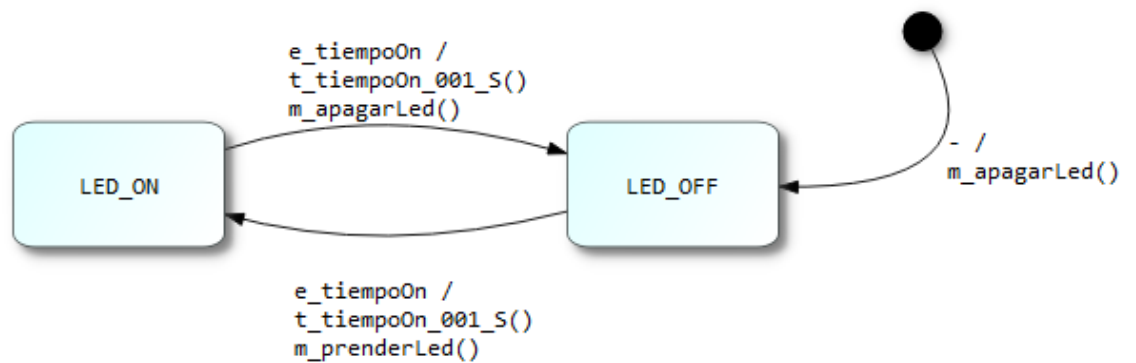 e_tiempoOn /
t_tiempoOn_001_S()
m_apagarLed()
LED_ON
LED_OFF
- /
m_apagarLed()
e_tiempoOn /
t_tiempoOn_001_S()
m_prenderLed()